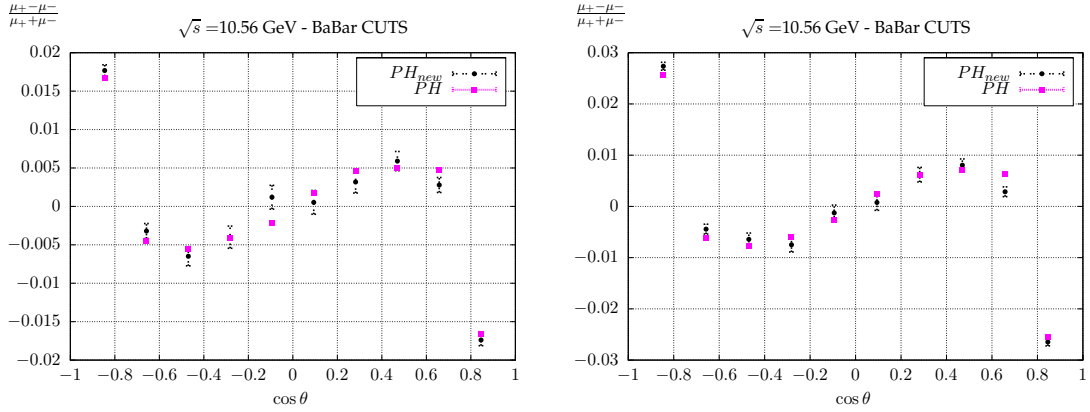 μ+−μ−
μ++μ−
√s =10.56 GeV - BaBar CUTS
PH_new
PH
0.02
0.015
0.01
0.005
0
−0.005
−0.01
−0.015
−0.02
−1 −0.8 −0.6 −0.4 −0.2 0 0.2 0.4 0.6 0.8 1
cos θ
μ+−μ−
μ++μ−
√s =10.56 GeV - BaBar CUTS
PH_new
PH
0.03
0.02
0.01
0
−0.01
−0.02
−0.03
−1 −0.8 −0.6 −0.4 −0.2 0 0.2 0.4 0.6 0.8 1
cos θ